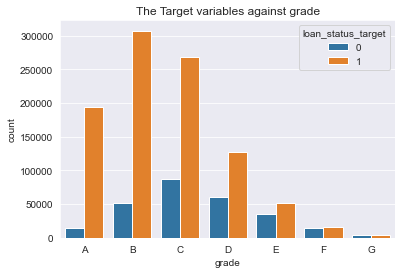 The Target variables against grade
loan_status_target
0
1
300000
250000
200000
150000
100000
50000
0
count
A B C D E F G
grade